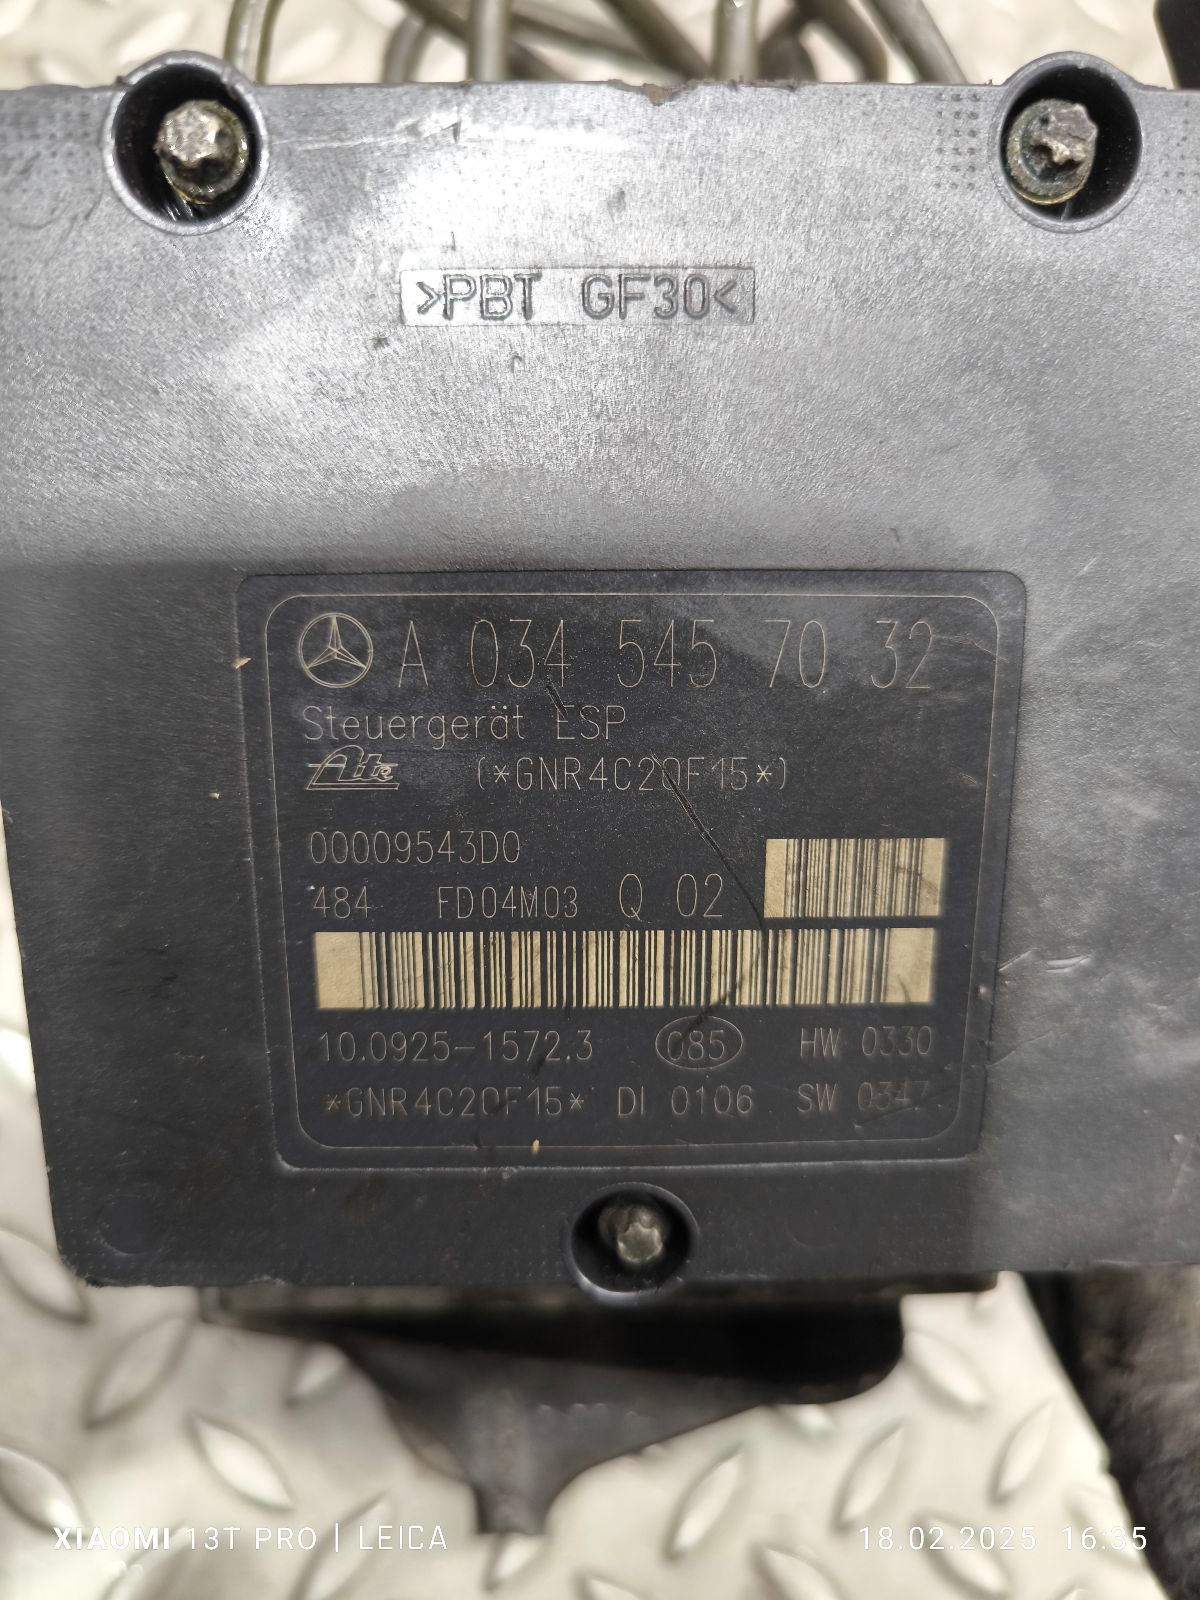 >PBT GF30<
A 034 545 70 32
Steuergerät ESP
Ate (*GNR4C20F15*)
00009543D0
484 FD04M03 Q 02
10.0925-1572.3 085 HW 0330
*GNR4C20F15* DI 0106 SW 0347
XIAOMI 13T PRO | LEICA
18.02.2025 16:35